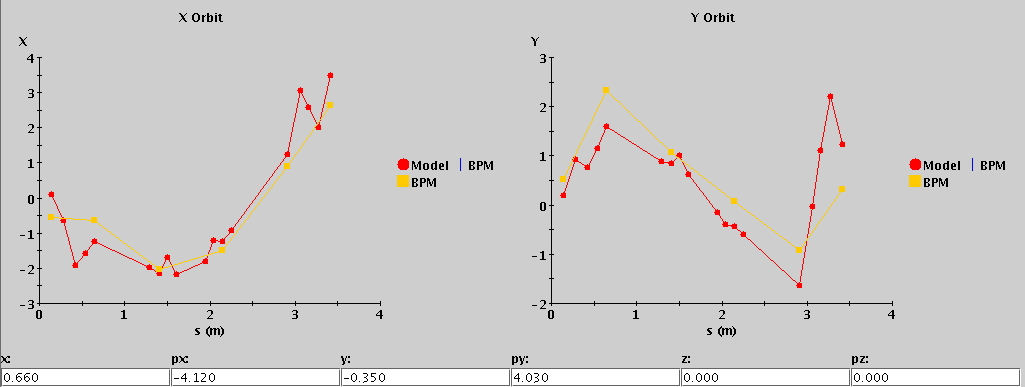 X Orbit
X
4
3
2
1
0
-1
-2
-3
0 1 2 3 4
s (m)
Model | BPM
BPM
Y Orbit
Y
3
2
1
0
-1
-2
0 1 2 3 4
s (m)
Model | BPM
BPM
x: px: y: py: z: pz:
0.660 -4.120 -0.350 4.030 0.000 0.000